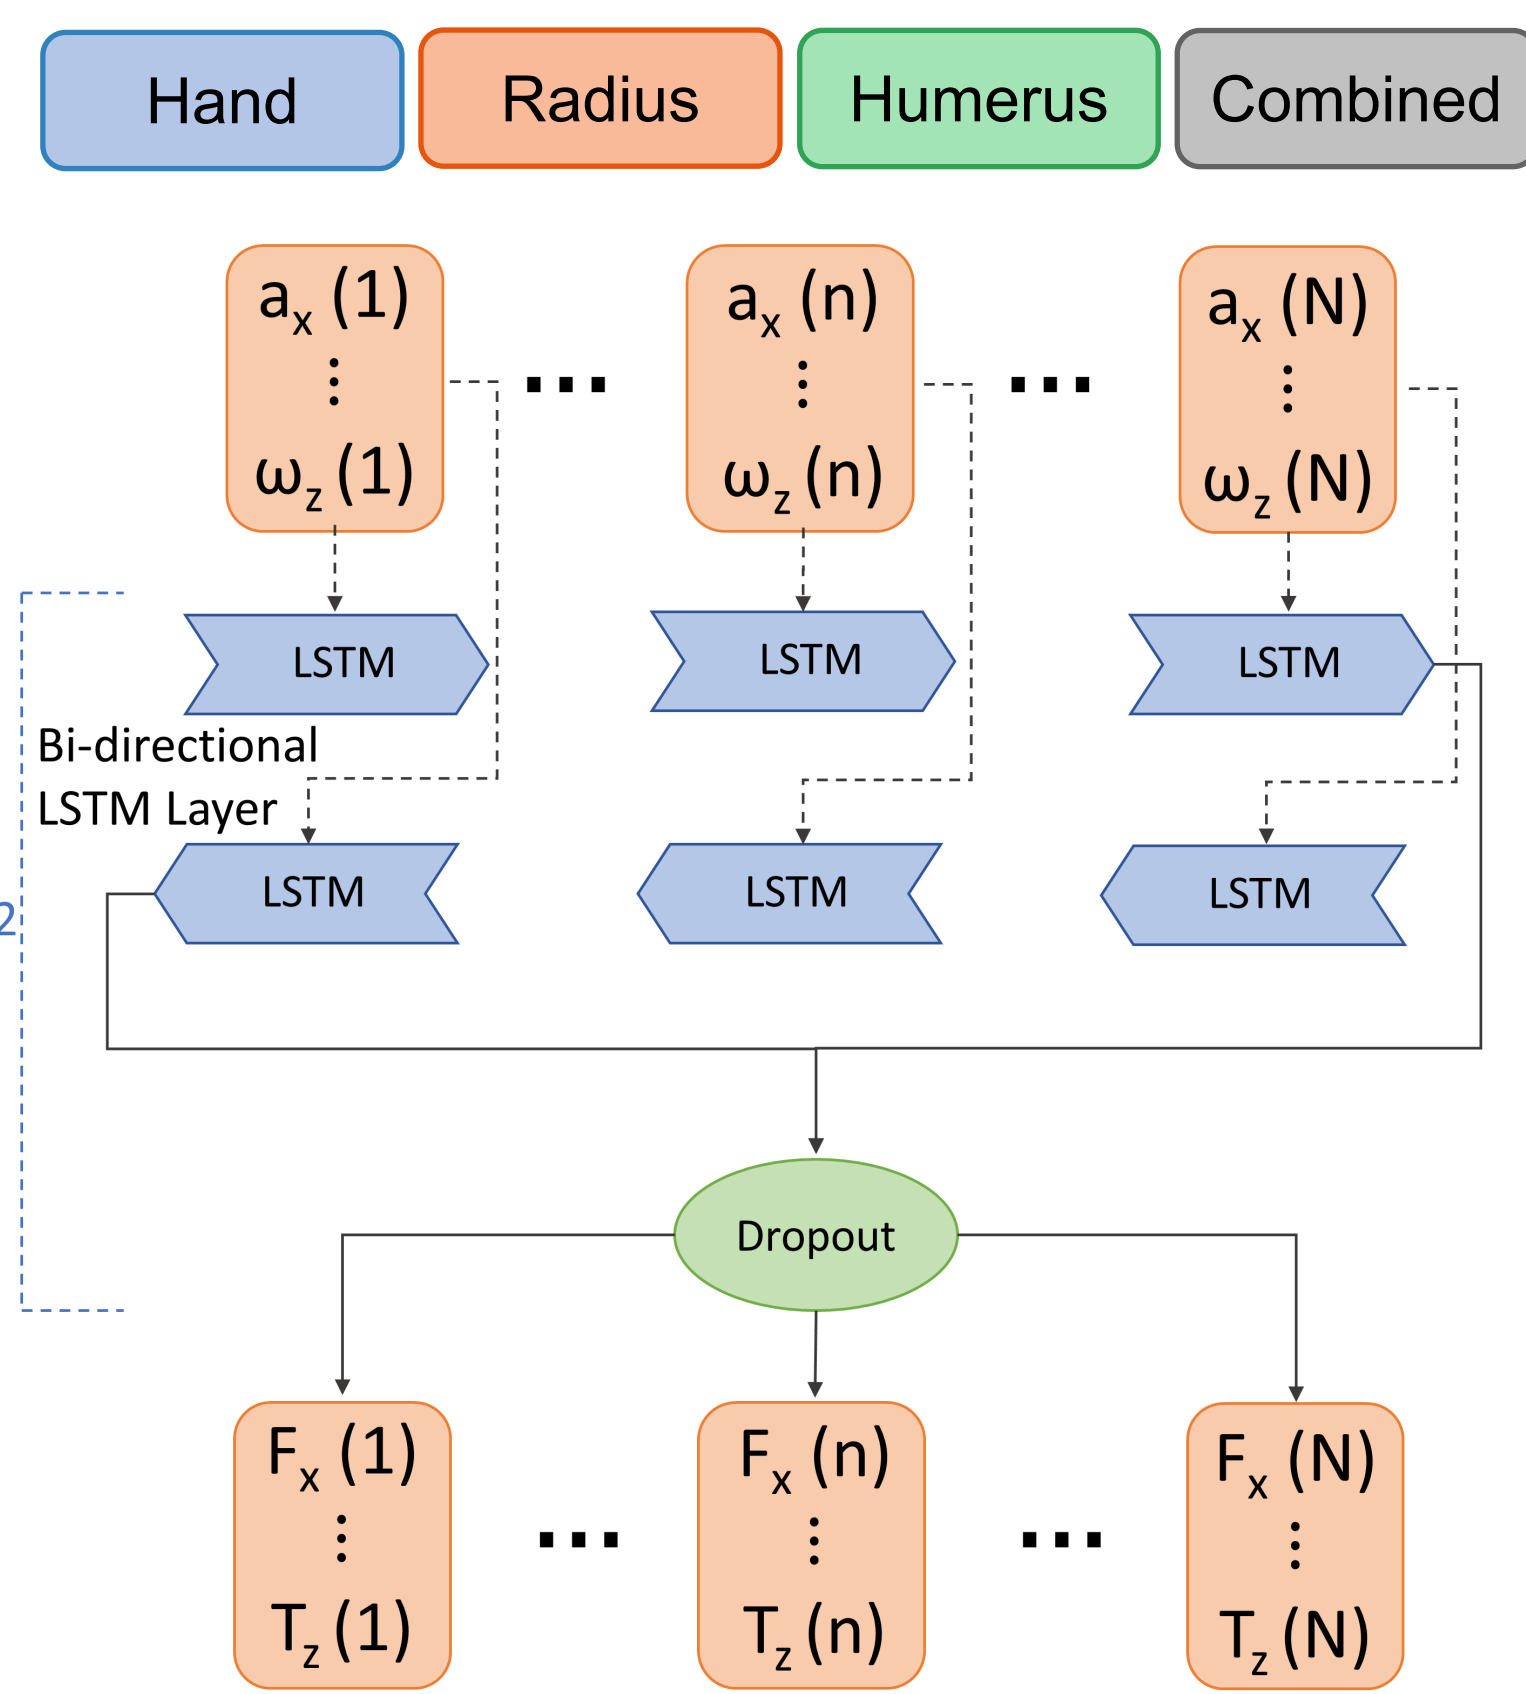 Hand Radius Humerus Combined
aₓ (1) ... aₓ (n) ... aₓ (N)
⋮ ⋮ ⋮
ω_z (1) ω_z (n) ω_z (N)
LSTM LSTM LSTM
Bi-directional
LSTM Layer
LSTM LSTM LSTM
2
Dropout
Fₓ (1) Fₓ (n) Fₓ (N)
⋮ ... ⋮ ... ⋮
T_z (1) T_z (n) T_z (N)